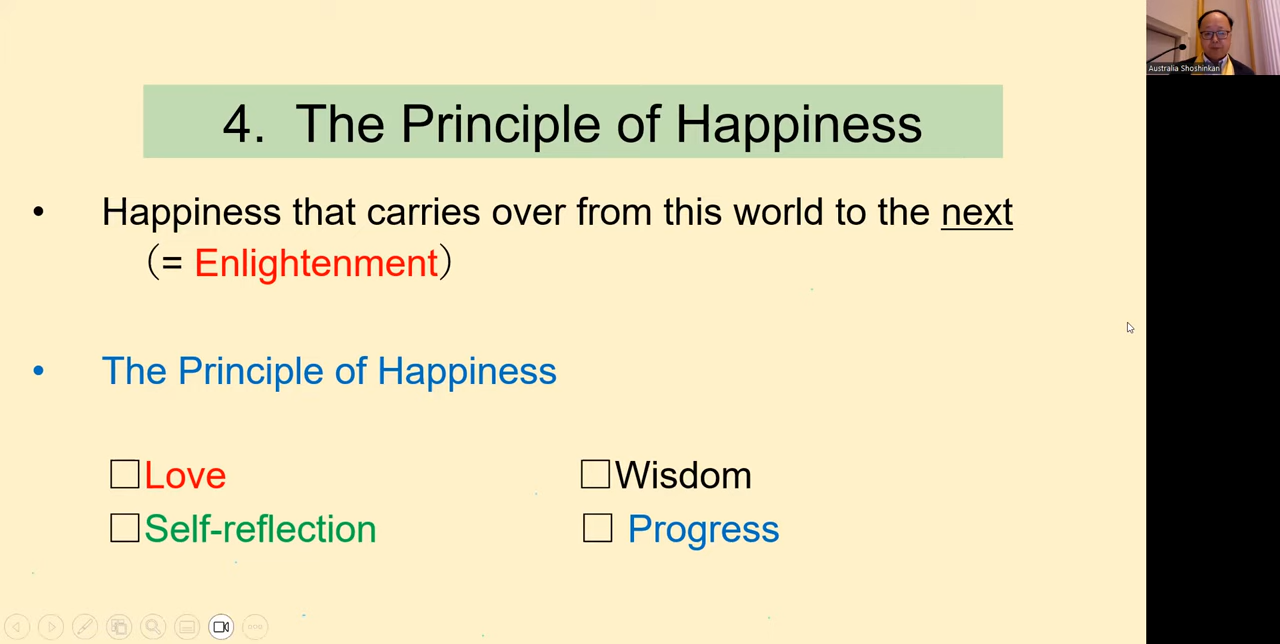 4. The Principle of Happiness
• Happiness that carries over from this world to the next
（= Enlightenment）
• The Principle of Happiness
□Love □Wisdom
□Self-reflection □ Progress
Australia Shoshinkan